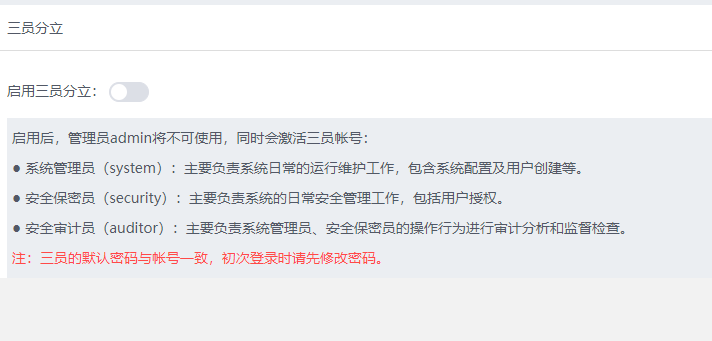 三员分立
启用三员分立：
启用后，管理员admin将不可使用，同时会激活三员帐号：
● 系统管理员（system）：主要负责系统日常的运行维护工作，包含系统配置及用户创建等。
● 安全保密员（security）：主要负责系统的日常安全管理工作，包括用户授权。
● 安全审计员（auditor）：主要负责系统管理员、安全保密员的操作行为进行审计分析和监督检查。
注：三员的默认密码与帐号一致，初次登录时请先修改密码。